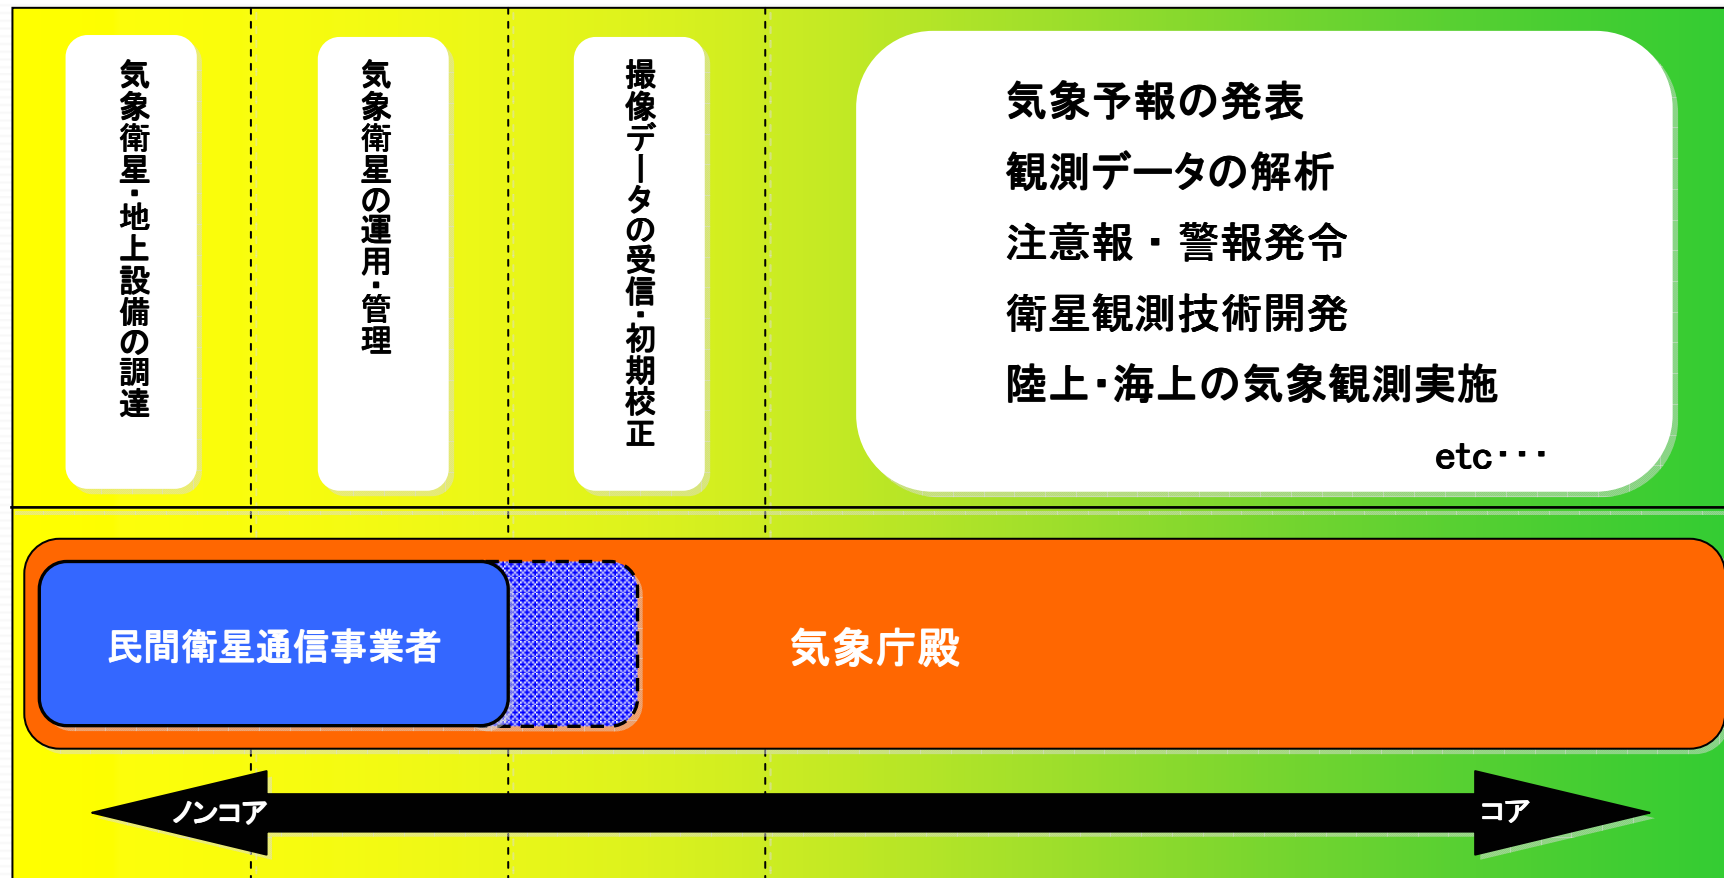 気象衛星・地上設備の調達
気象衛星の運用・管理
撮像データの受信・初期校正
気象予報の発表
観測データの解析
注意報・警報発令
衛星観測技術開発
陸上・海上の気象観測実施
etc・・・
民間衛星通信事業者
気象庁殿
ノンコア
コア